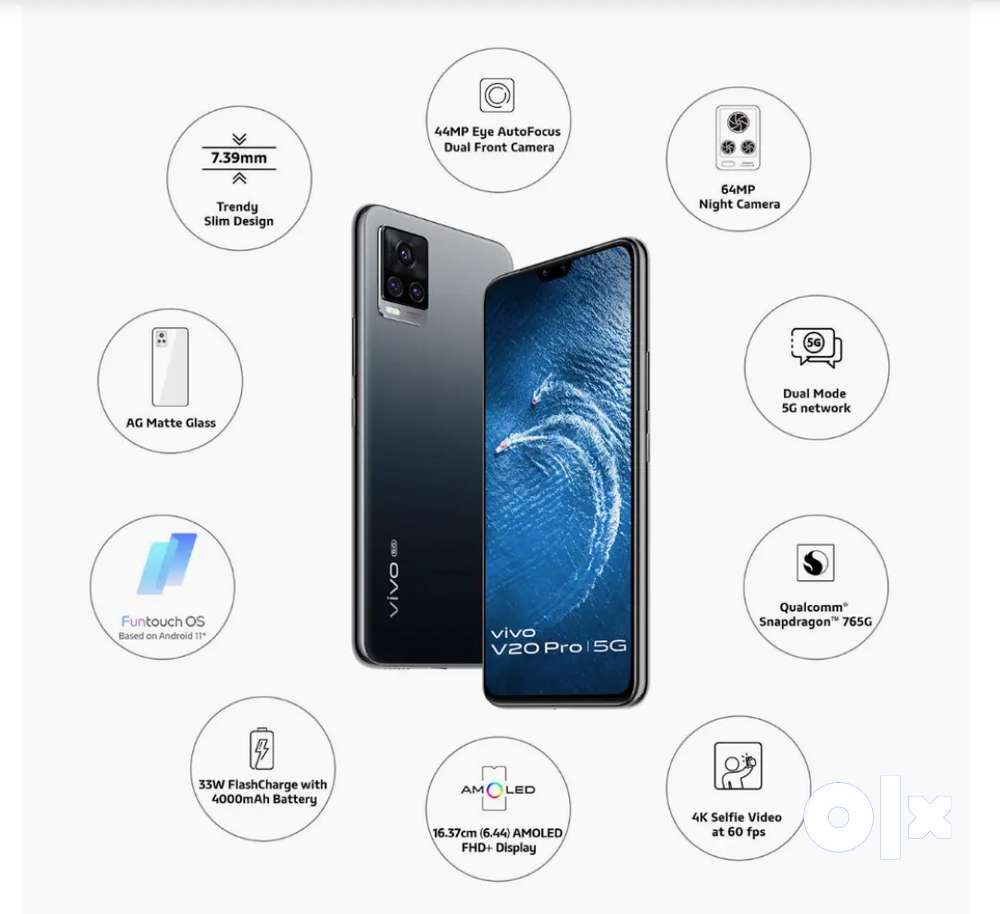 44MP Eye AutoFocus
Dual Front Camera
7.39mm
Trendy
Slim Design
64MP
Night Camera
AG Matte Glass
5G
Dual Mode
5G network
Funtouch OS
Based on Android 11*
Qualcomm®
Snapdragon™ 765G
vivo 5G
vivo
V20 Pro | 5G
33W FlashCharge with
4000mAh Battery
AMOLED
16.37cm (6.44) AMOLED
FHD+ Display
4K Selfie Video
at 60 fps
olx